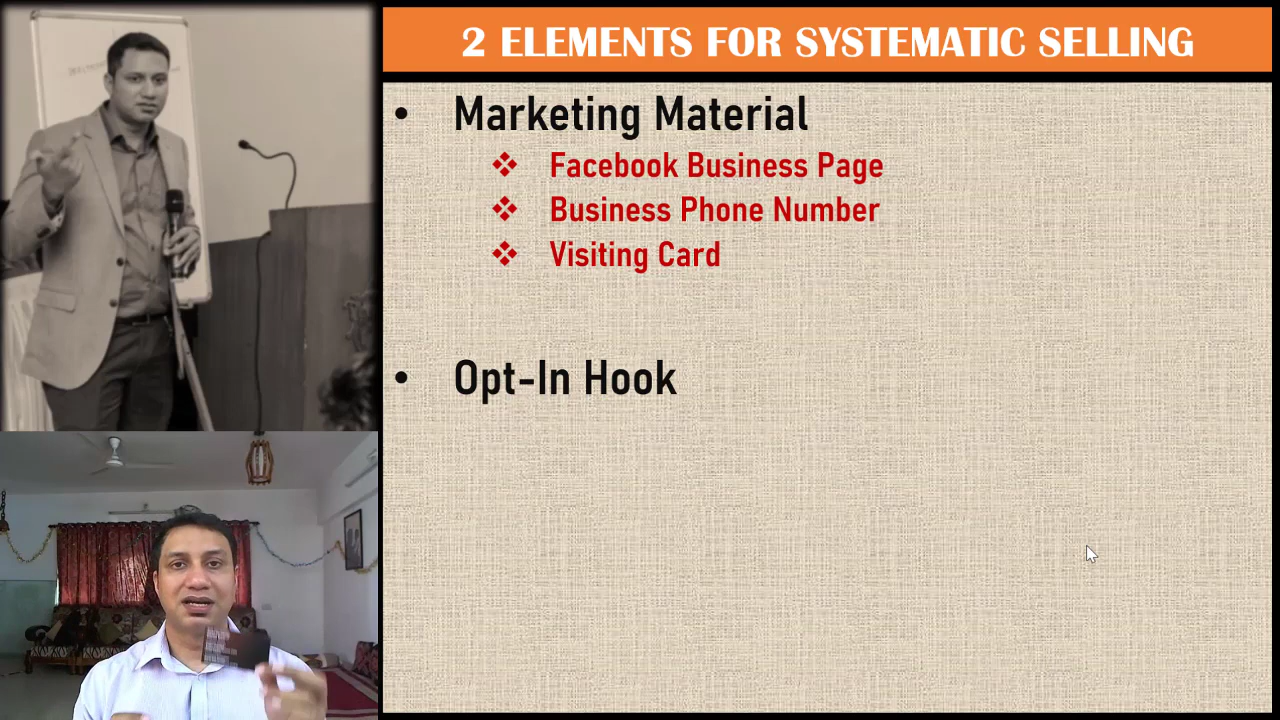 2 ELEMENTS FOR SYSTEMATIC SELLING
• Marketing Material
❖ Facebook Business Page
❖ Business Phone Number
❖ Visiting Card
• Opt-In Hook